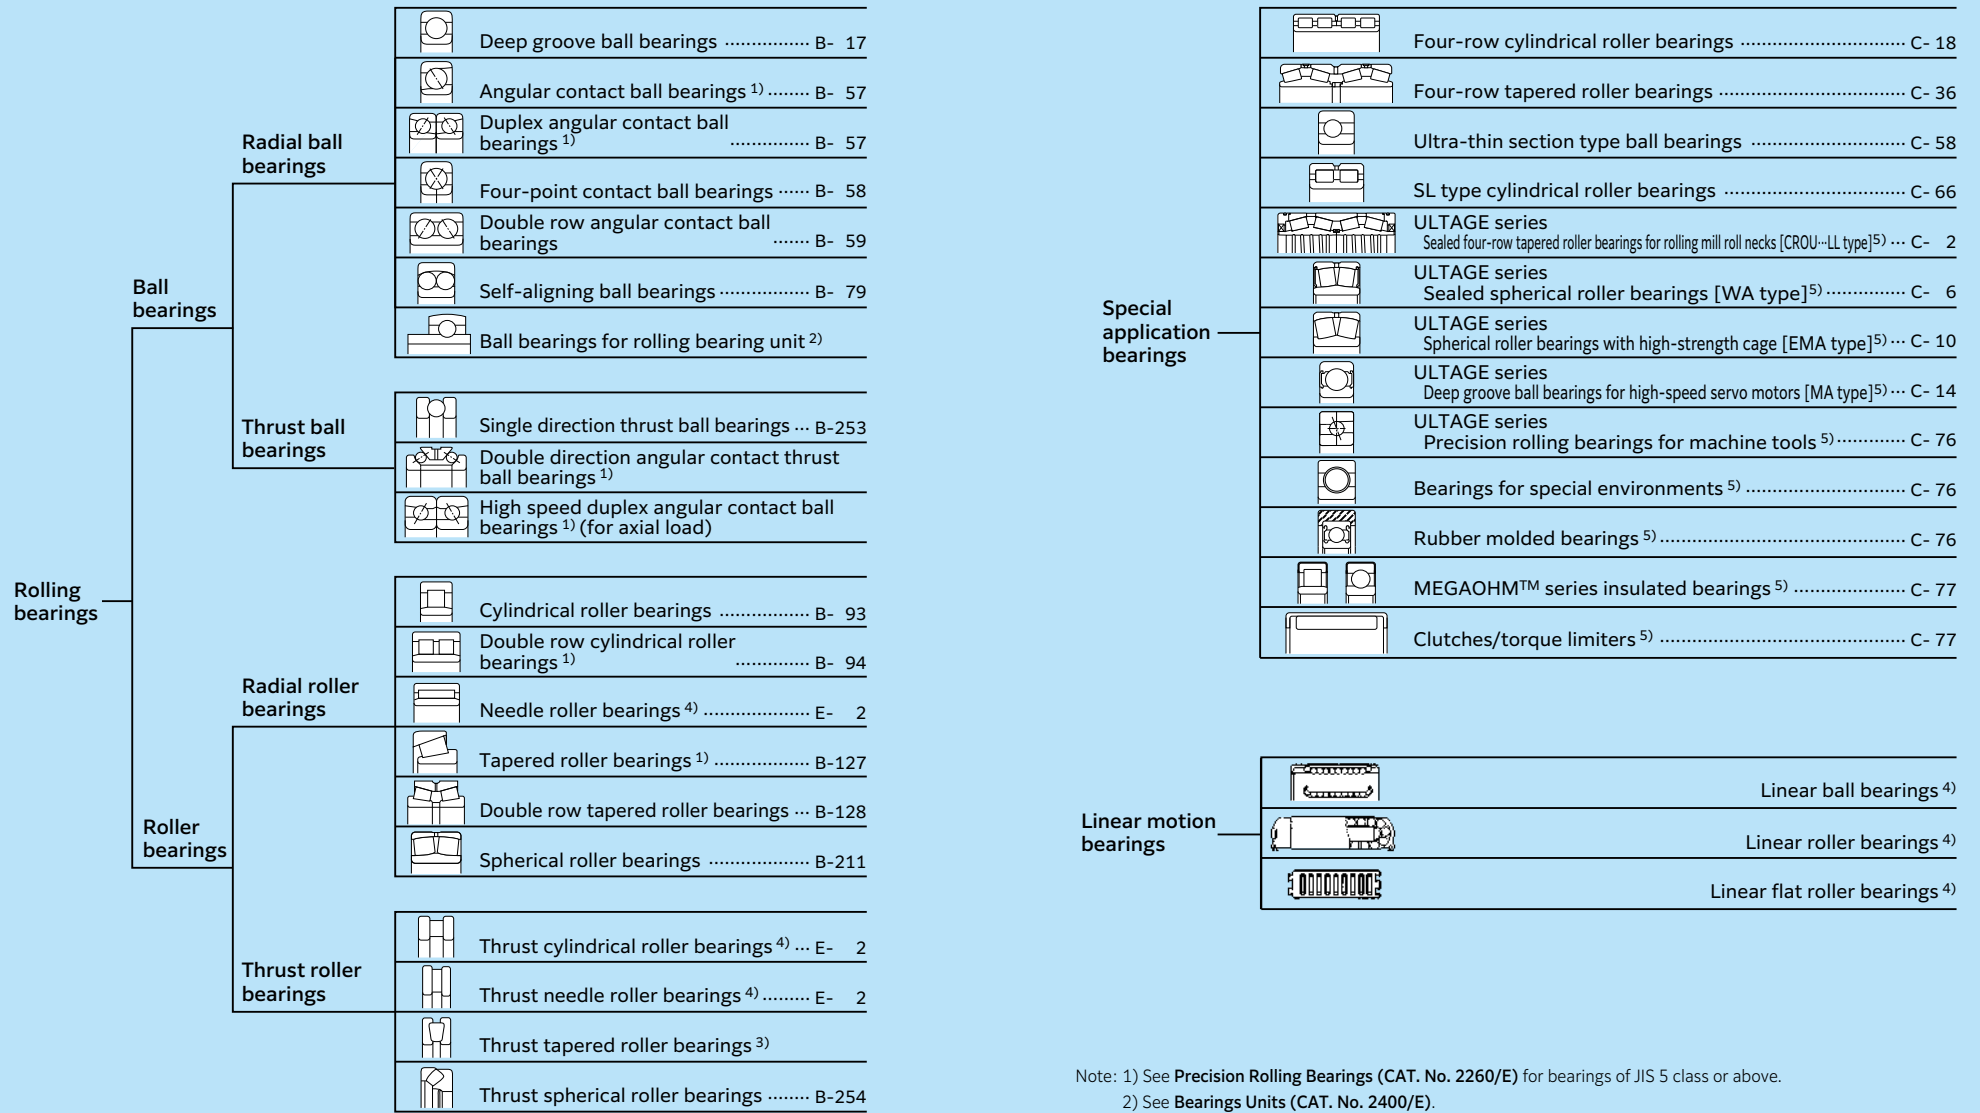 Rolling
bearings
Ball
bearings
Radial ball
bearings
Deep groove ball bearings ················ B- 17
Angular contact ball bearings 1) ········ B- 57
Duplex angular contact ball
bearings 1) ··············· B- 57
Four-point contact ball bearings ······ B- 58
Double row angular contact ball
bearings ······· B- 59
Self-aligning ball bearings ················· B- 79
Ball bearings for rolling bearing unit 2)
Thrust ball
bearings
Single direction thrust ball bearings ··· B-253
Double direction angular contact thrust
ball bearings 1)
High speed duplex angular contact ball
bearings 1) (for axial load)
Roller
bearings
Radial roller
bearings
Cylindrical roller bearings ················· B- 93
Double row cylindrical roller
bearings 1) ·············· B- 94
Needle roller bearings 4) ···················· E- 2
Tapered roller bearings 1) ·················· B-127
Double row tapered roller bearings ··· B-128
Spherical roller bearings ··················· B-211
Thrust roller
bearings
Thrust cylindrical roller bearings 4) ··· E- 2
Thrust needle roller bearings 4) ········· E- 2
Thrust tapered roller bearings 3)
Thrust spherical roller bearings ········ B-254
Special
application
bearings
Four-row cylindrical roller bearings ······························· C- 18
Four-row tapered roller bearings ··································· C- 36
Ultra-thin section type ball bearings ····························· C- 58
SL type cylindrical roller bearings ·································· C- 66
ULTAGE series
Sealed four-row tapered roller bearings for rolling mill roll necks [CROU···LL type]5) ··· C- 2
ULTAGE series
Sealed spherical roller bearings [WA type]5) ··············· C- 6
ULTAGE series
Spherical roller bearings with high-strength cage [EMA type]5) ··· C- 10
ULTAGE series
Deep groove ball bearings for high-speed servo motors [MA type]5) ··· C- 14
ULTAGE series
Precision rolling bearings for machine tools 5) ············· C- 76
Bearings for special environments 5) ······························ C- 76
Rubber molded bearings 5) ·············································· C- 76
MEGAOHM™ series insulated bearings 5) ····················· C- 77
Clutches/torque limiters 5) ·············································· C- 77
Linear motion
bearings
Linear ball bearings 4)
Linear roller bearings 4)
Linear flat roller bearings 4)
Note: 1) See Precision Rolling Bearings (CAT. No. 2260/E) for bearings of JIS 5 class or above.
2) See Bearings Units (CAT. No. 2400/E).